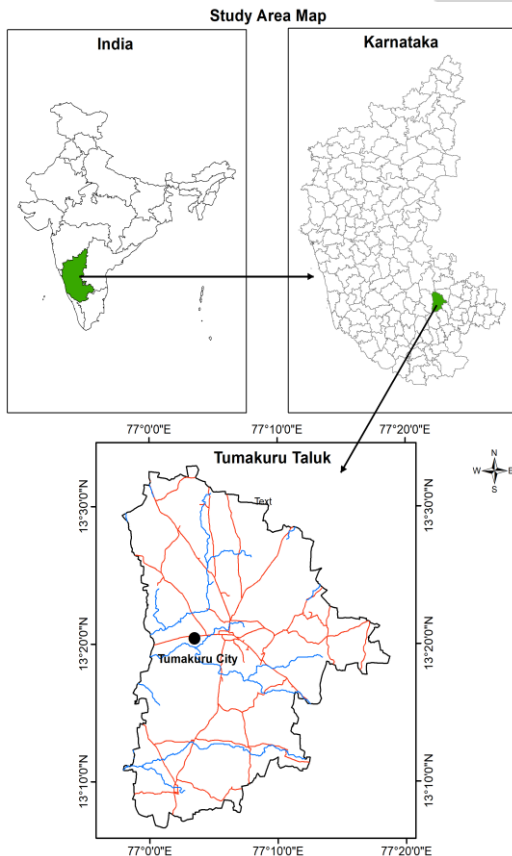 Study Area Map
India
Karnataka
77°0'0"E
77°10'0"E
77°20'0"E
Tumakuru Taluk
N
W
E
S
Text
13°30'0"N
13°30'0"N
13°20'0"N
13°20'0"N
Tumakuru City
13°10'0"N
13°10'0"N
77°0'0"E
77°10'0"E
77°20'0"E